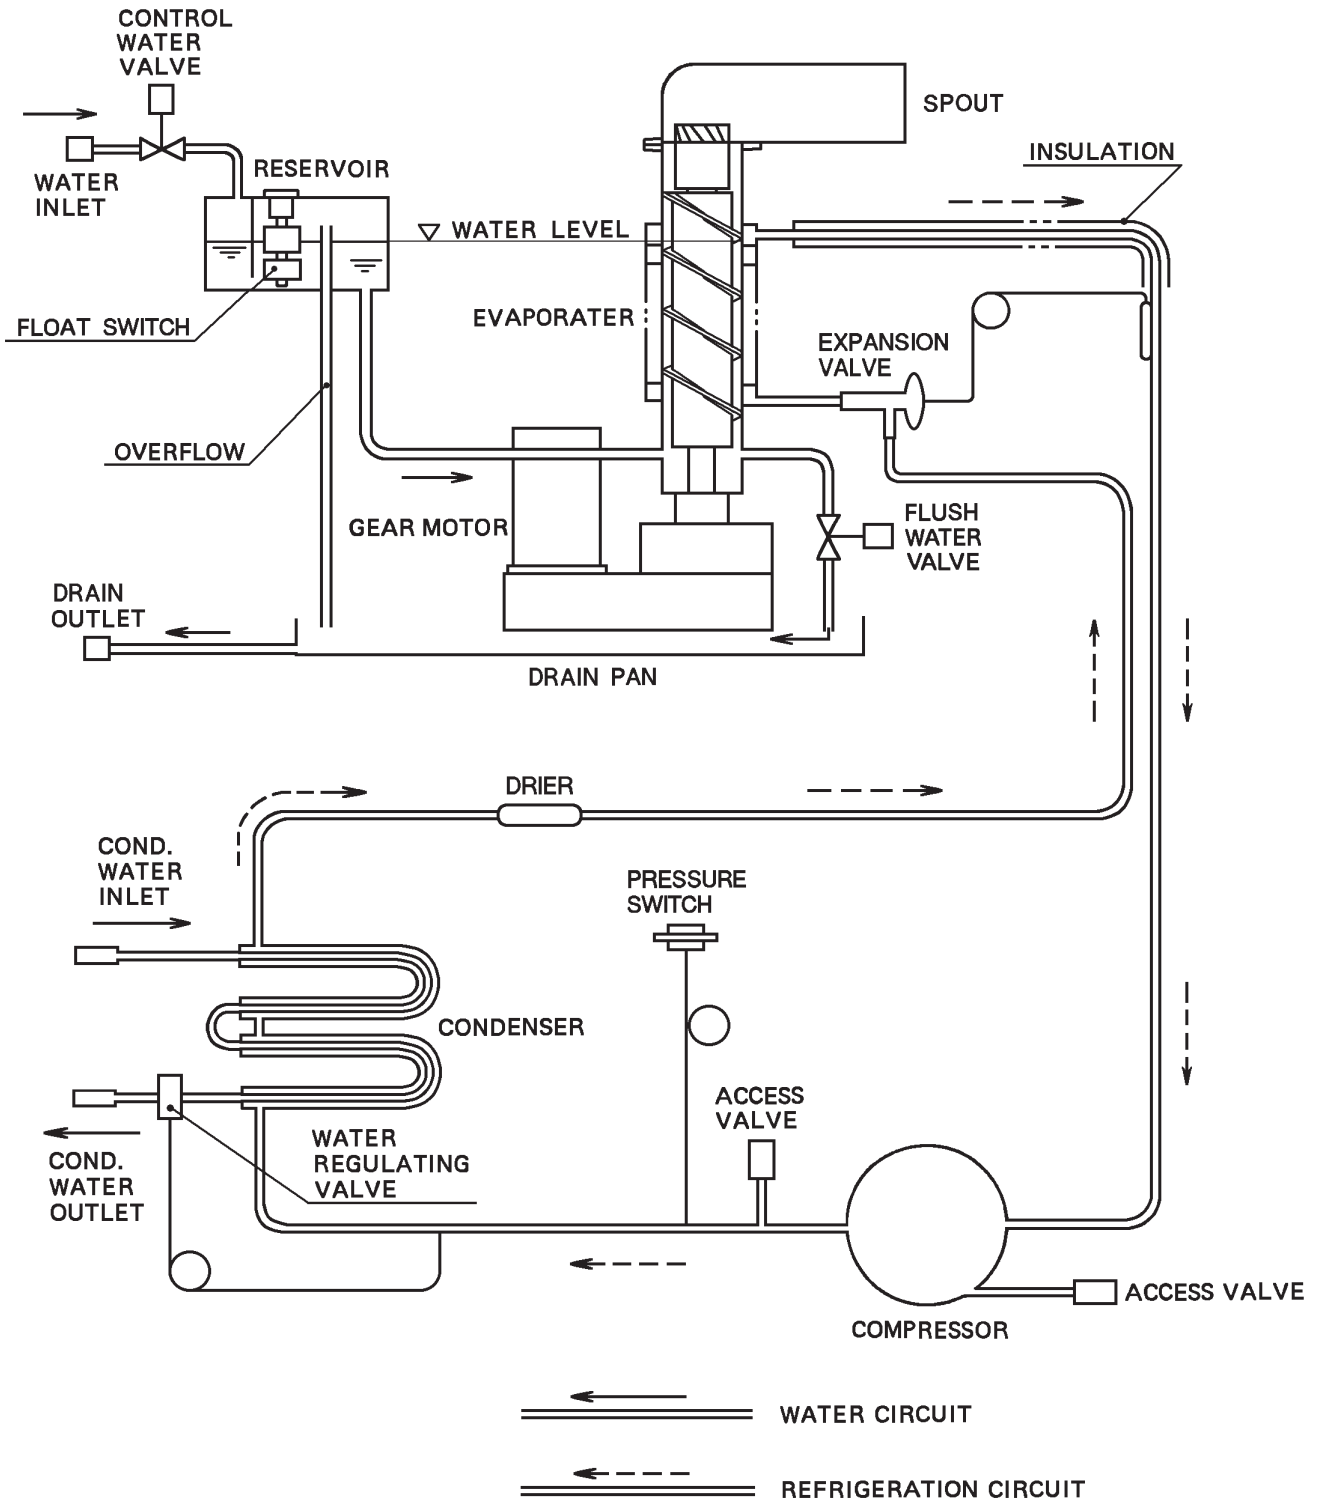 CONTROL
WATER
VALVE
SPOUT
INSULATION
RESERVOIR
WATER
INLET
WATER LEVEL
FLOAT SWITCH
EVAPORATER
EXPANSION
VALVE
OVERFLOW
GEAR MOTOR
FLUSH
WATER
VALVE
DRAIN
OUTLET
DRAIN PAN
DRIER
COND.
WATER
INLET
PRESSURE
SWITCH
CONDENSER
ACCESS
VALVE
WATER
REGULATING
VALVE
COND.
WATER
OUTLET
ACCESS VALVE
COMPRESSOR
WATER CIRCUIT
REFRIGERATION CIRCUIT